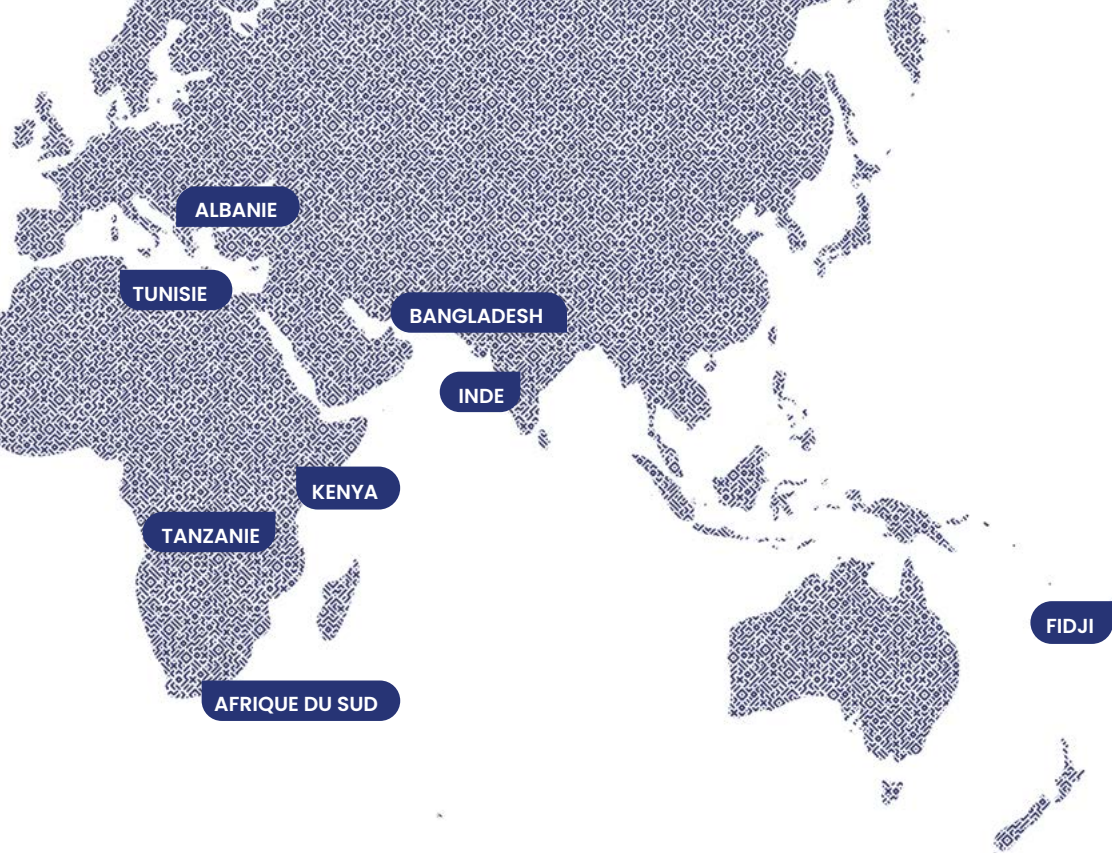 ALBANIE
TUNISIE
BANGLADESH
INDE
KENYA
TANZANIE
FIDJI
AFRIQUE DU SUD